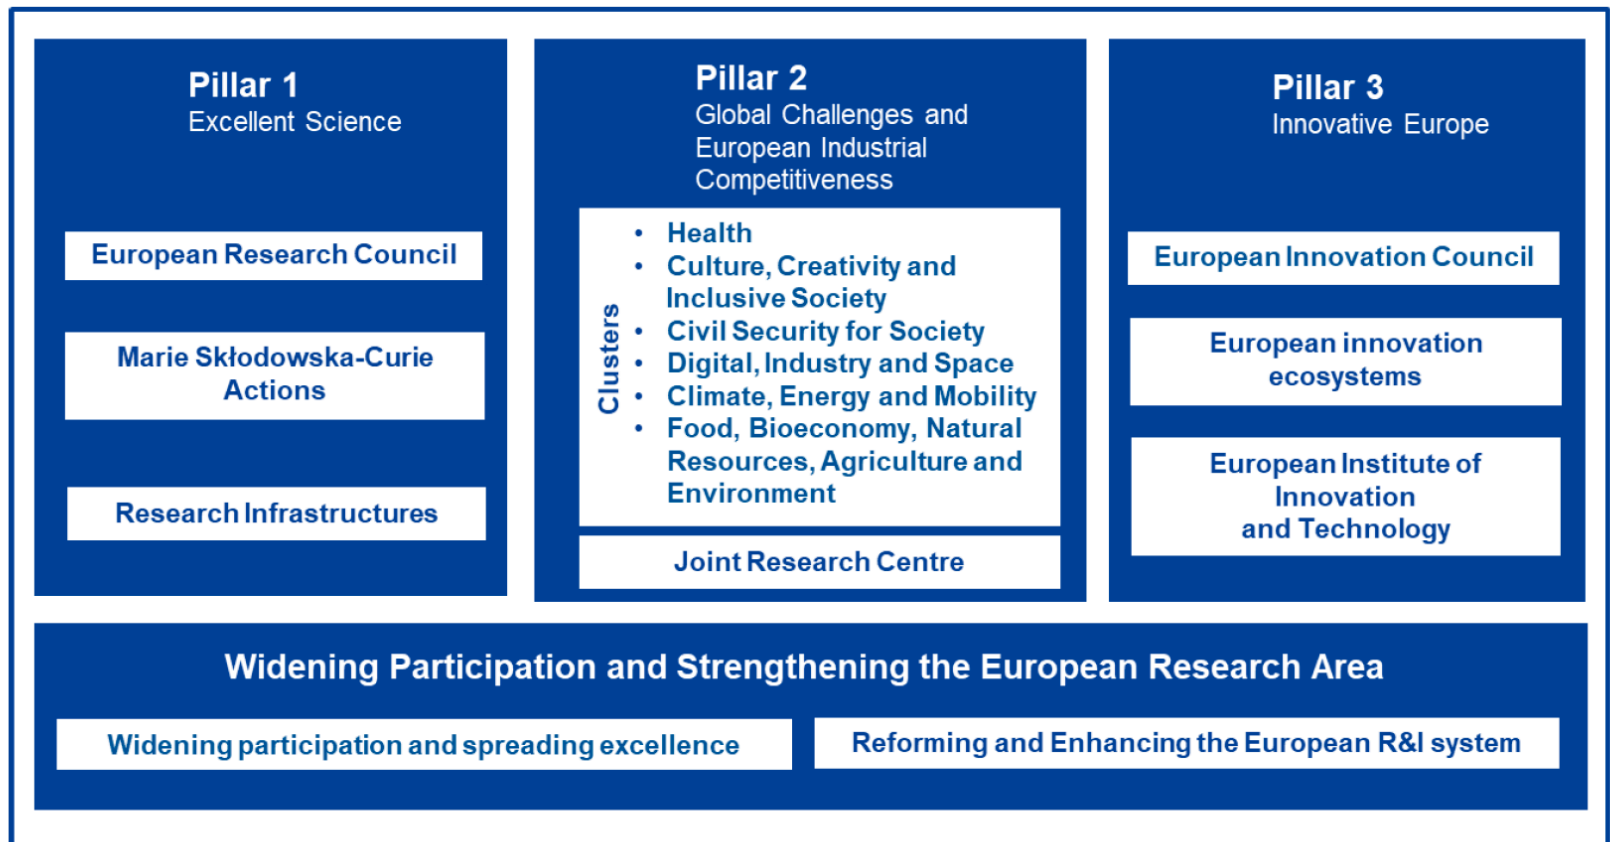 Pillar 1
Excellent Science
European Research Council
Marie Skłodowska-Curie
Actions
Research Infrastructures
Pillar 2
Global Challenges and
European Industrial
Competitiveness
Clusters
• Health
• Culture, Creativity and
Inclusive Society
• Civil Security for Society
• Digital, Industry and Space
• Climate, Energy and Mobility
• Food, Bioeconomy, Natural
Resources, Agriculture and
Environment
Joint Research Centre
Pillar 3
Innovative Europe
European Innovation Council
European innovation
ecosystems
European Institute of
Innovation
and Technology
Widening Participation and Strengthening the European Research Area
Widening participation and spreading excellence
Reforming and Enhancing the European R&I system